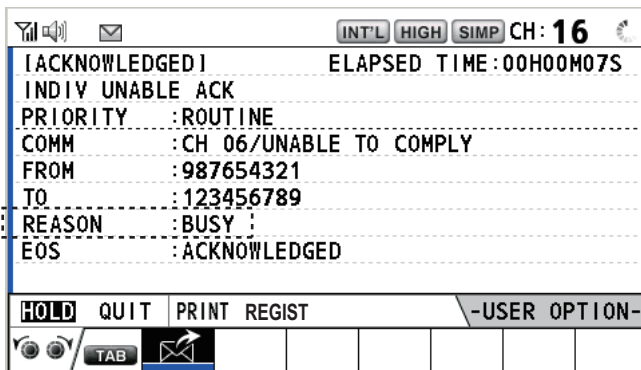 INT'L HIGH SIMP CH: 16
[ACKNOWLEDGED] ELAPSED TIME:00H00M07S
INDIV UNABLE ACK
PRIORITY :ROUTINE
COMM :CH 06/UNABLE TO COMPLY
FROM :987654321
TO :123456789
REASON :BUSY
EOS :ACKNOWLEDGED
HOLD QUIT PRINT REGIST -USER OPTION-
TAB